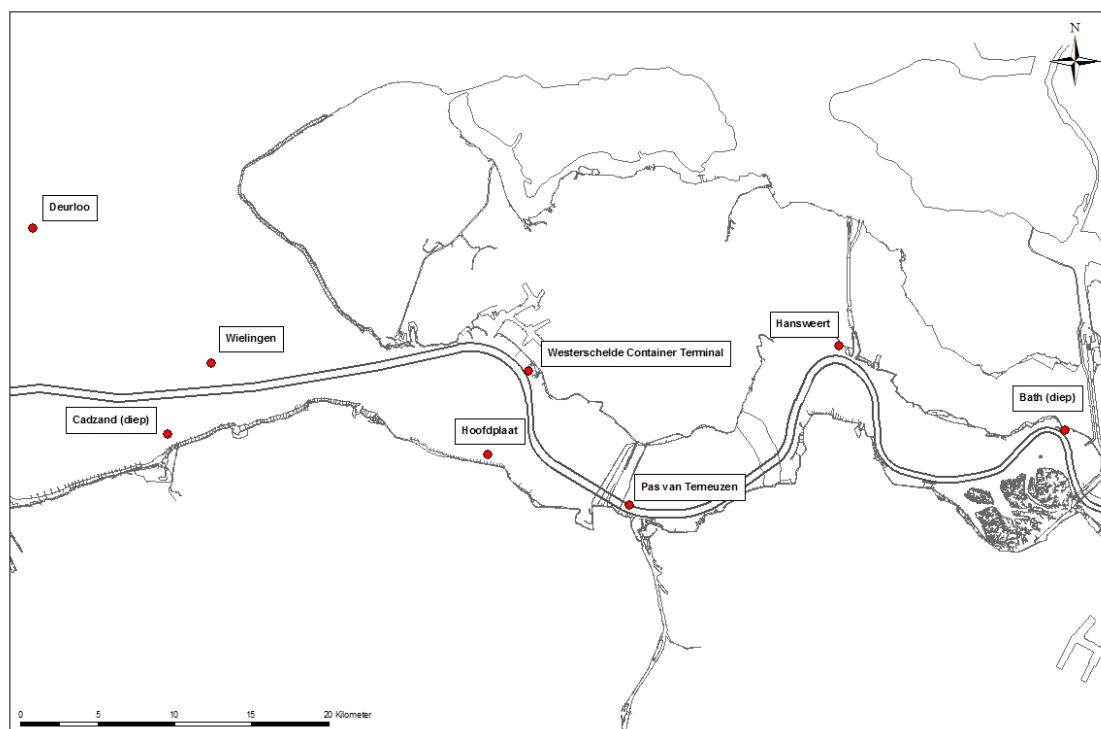 N
Deurloo
Wielingen
Hansweert
Westerschelde Container Terminal
Bath (diep)
Cadzand (diep)
Hoofdplaat
Pas van Terneuzen
0 5 10 15 20 Kilometer